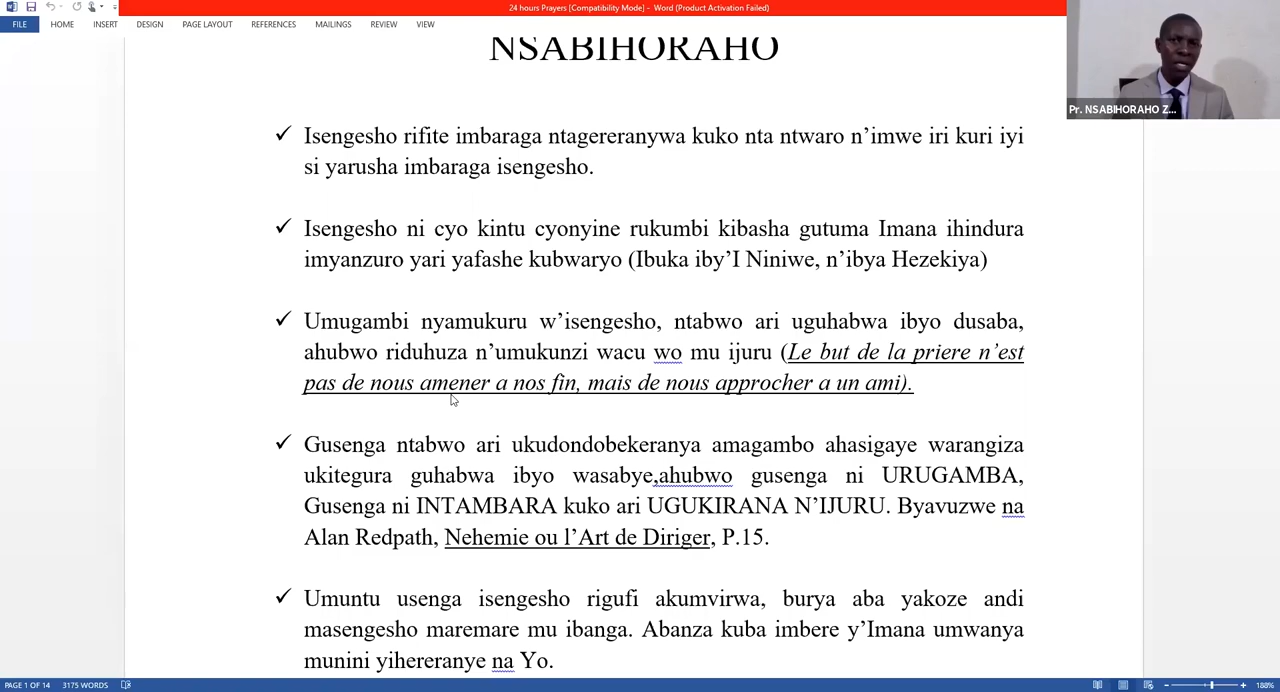 24 hours Prayers [Compatibility Mode] - Word (Product Activation Failed)
FILE HOME INSERT DESIGN PAGE LAYOUT REFERENCES MAILINGS REVIEW VIEW
Pr. NSABIHORAHO Z...
NSABIHORAHO
✓ Isengesho rifite imbaraga ntagereranywa kuko nta ntwaro n’imwe iri kuri iyi
si yarusha imbaraga isengesho.
✓ Isengesho ni cyo kintu cyonyine rukumbi kibasha gutuma Imana ihindura
imyanzuro yari yafashe kubwaryo (Ibuka iby’I Niniwe, n’ibya Hezekiya)
✓ Umugambi nyamukuru w’isengesho, ntabwo ari uguhabwa ibyo dusaba,
ahubwo riduhuza n’umukunzi wacu wo mu ijuru (Le but de la priere n’est
pas de nous amener a nos fin, mais de nous approcher a un ami).
✓ Gusenga ntabwo ari ukudondobekeranya amagambo ahasigaye warangiza
ukitegura guhabwa ibyo wasabye,ahubwo gusenga ni URUGAMBA,
Gusenga ni INTAMBARA kuko ari UGUKIRANA N’IJURU. Byavuzwe na
Alan Redpath, Nehemie ou l’Art de Diriger, P.15.
✓ Umuntu usenga isengesho rigufi akumvirwa, burya aba yakoze andi
masengesho maremare mu ibanga. Abanza kuba imbere y’Imana umwanya
munini yihereranye na Yo.
PAGE 1 OF 14 3175 WORDS 188%